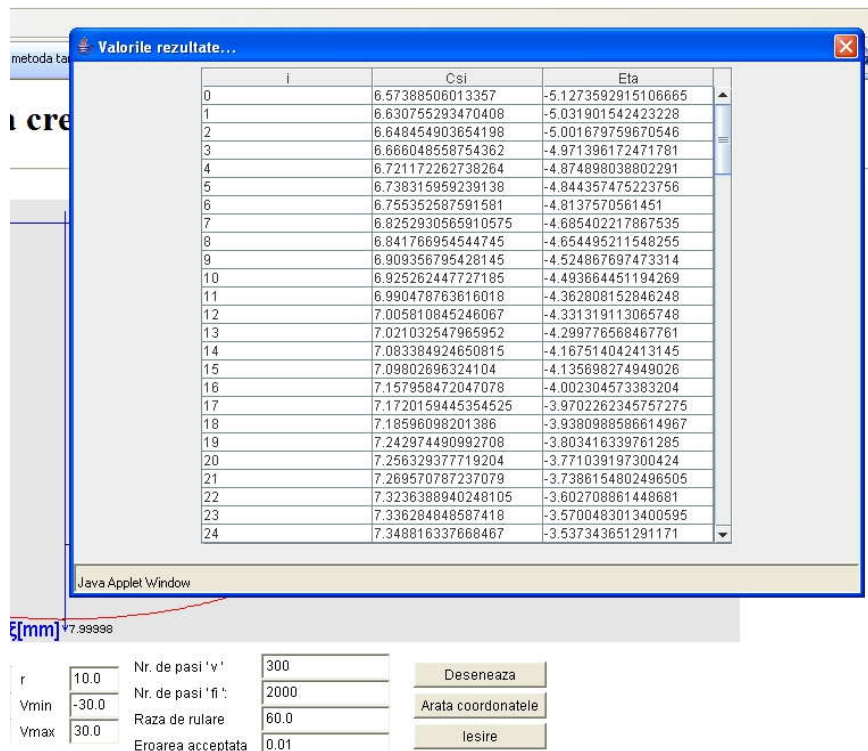 Valorile rezultate...
metoda
i Csi Eta
0 6.57388506013357 -5.1273592915106665
1 6.630755293470408 -5.031901542423228
2 6.648454903654198 -5.001679759670546
3 6.666048558754362 -4.971396172471781
4 6.721172262738264 -4.874898038802291
5 6.738315959239138 -4.844357475223756
6 6.755352587591581 -4.8137570561451
7 6.8252930565910575 -4.685402217867535
8 6.841766954544745 -4.654495211548255
9 6.909356795428145 -4.524867697473314
10 6.925262447727185 -4.493664451194269
11 6.990478763616018 -4.362808152846248
12 7.005810845246067 -4.331319113065748
13 7.021032547965952 -4.299776568467761
14 7.083384924650815 -4.167514042413145
15 7.09802696324104 -4.135698274949026
16 7.157958472047078 -4.002304573383204
17 7.1720159445354525 -3.9702262345757275
18 7.18596098201386 -3.9380988586614967
19 7.242974490992708 -3.803416339761285
20 7.256329377719204 -3.771039197300424
21 7.269570787237079 -3.7386154802496505
22 7.3236388940248105 -3.602708861448681
23 7.336284848587418 -3.5700483013400595
24 7.348816337668467 -3.537343651291171
Java Applet Window
ξ[mm] 7.99998
r 10.0 Nr. de pasi 'v' 300 Deseneaza
Vmin -30.0 Nr. de pasi 'fi': 2000 Arata coordonatele
Vmax 30.0 Raza de rulare 60.0 Iesire
Eroarea acceptata 0.01